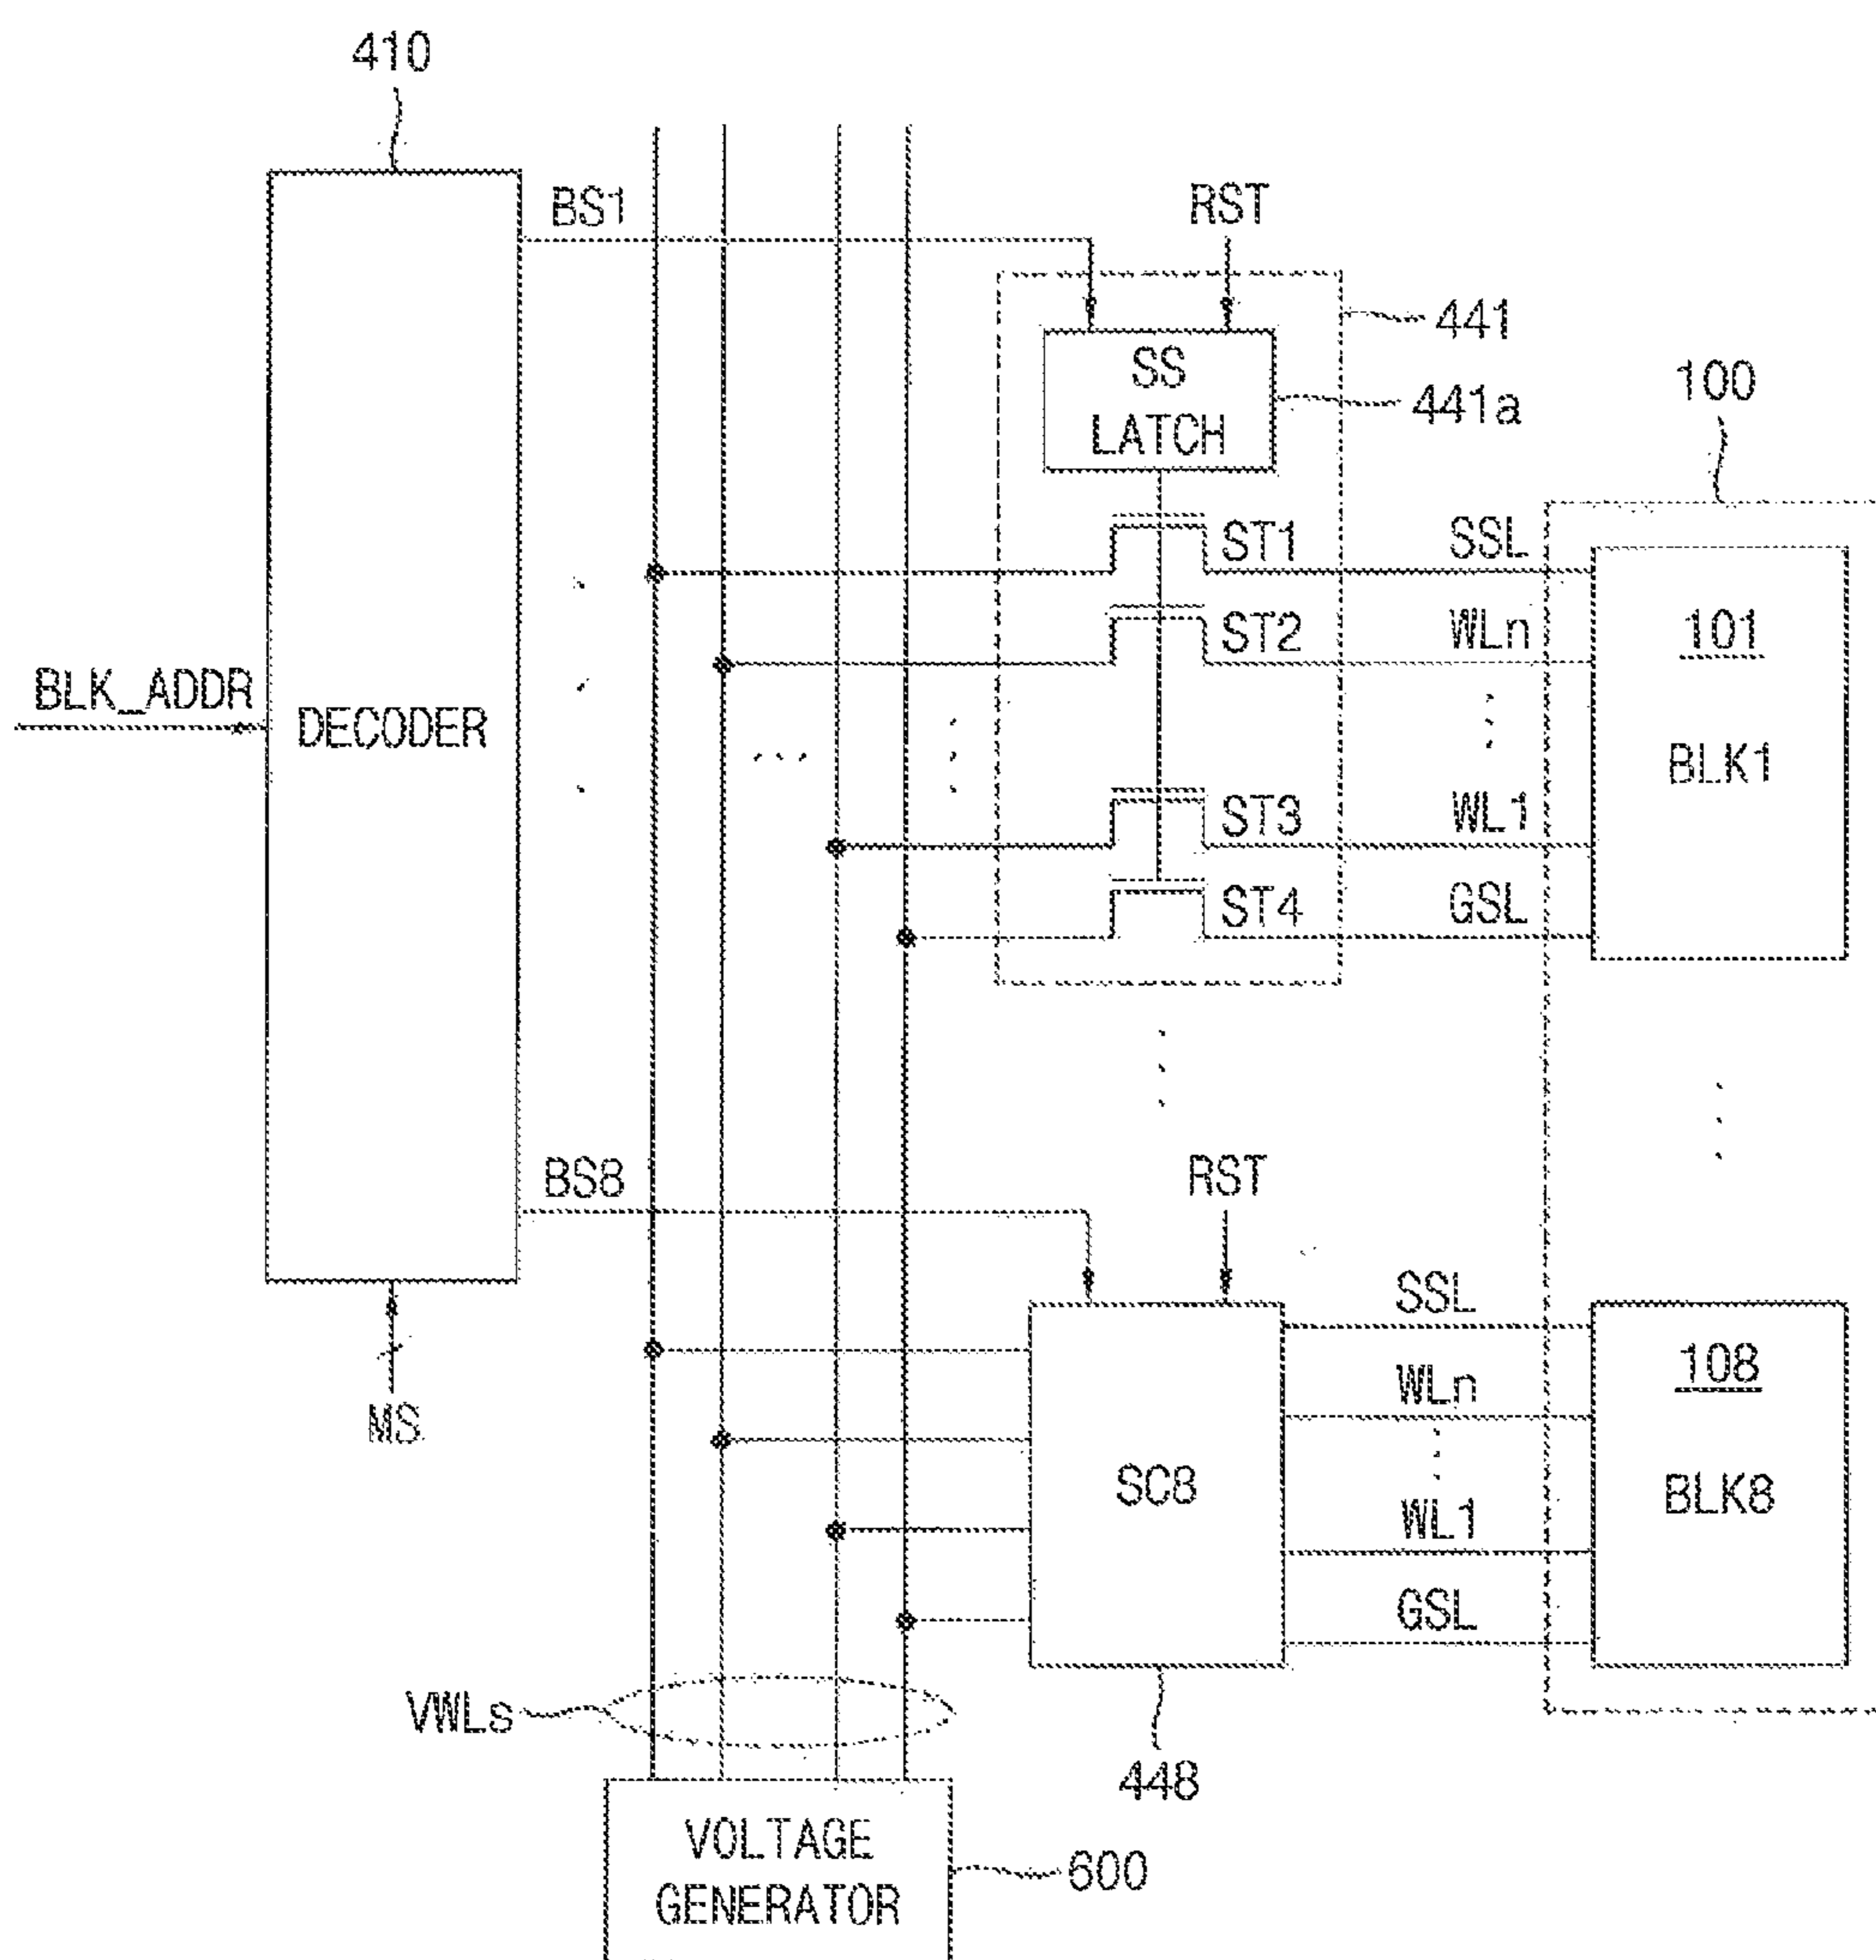 410
BS1
RST
441
SS
LATCH
441a
100
ST1
SSL
ST2
WLn
101
BLK_ADDR
DECODER
BLK1
ST3
WL1
ST4
GSL
BS8
RST
SSL
WLn
108
MS
SC8
BLK8
WL1
GSL
VWLs
448
VOLTAGE
GENERATOR
600